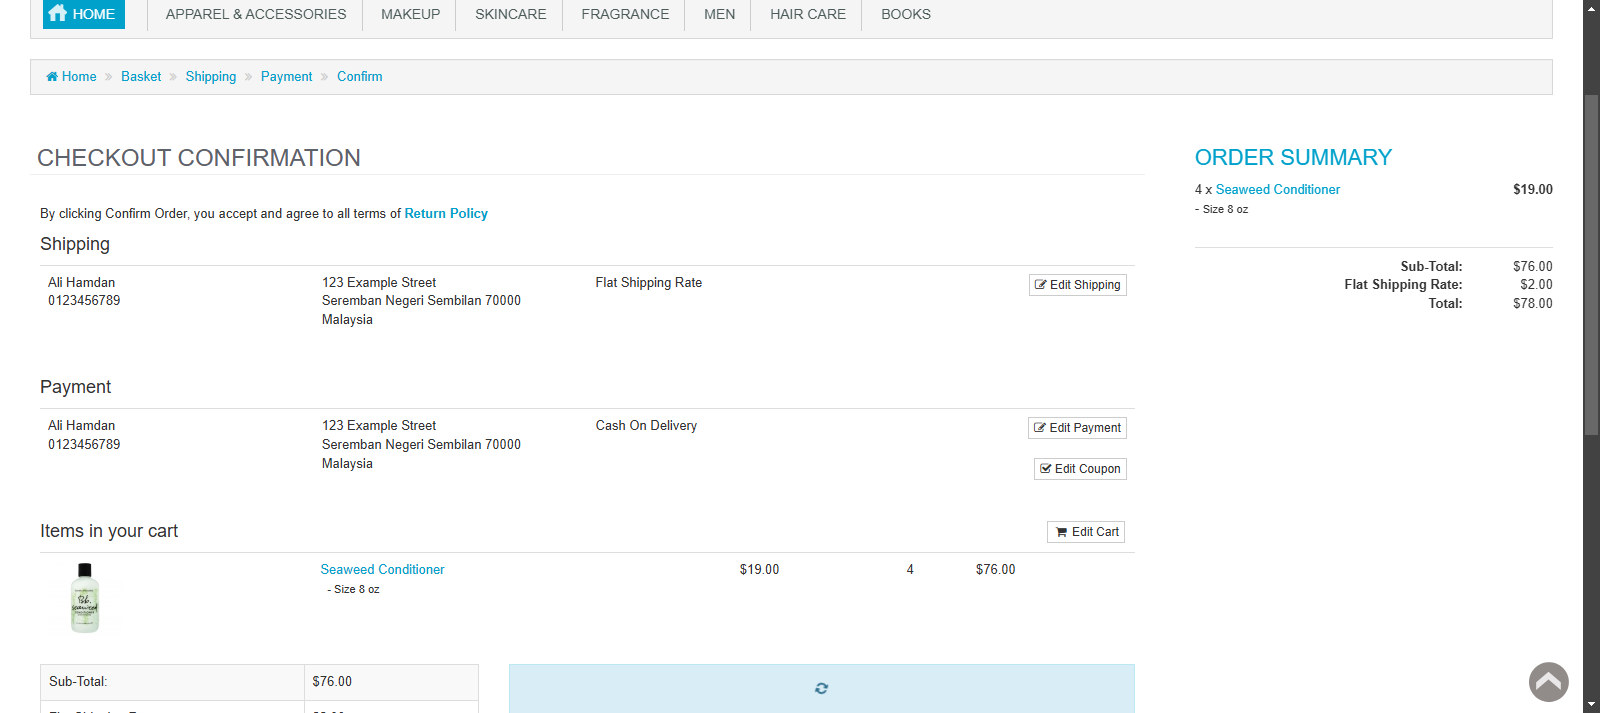 HOME APPAREL & ACCESSORIES MAKEUP SKINCARE FRAGRANCE MEN HAIR CARE BOOKS
Home » Basket » Shipping » Payment » Confirm
CHECKOUT CONFIRMATION
By clicking Confirm Order, you accept and agree to all terms of Return Policy
Shipping
Ali Hamdan
0123456789
123 Example Street
Seremban Negeri Sembilan 70000
Malaysia
Flat Shipping Rate
Edit Shipping
Payment
Ali Hamdan
0123456789
123 Example Street
Seremban Negeri Sembilan 70000
Malaysia
Cash On Delivery
Edit Payment
Edit Coupon
Items in your cart
Edit Cart
Seaweed Conditioner $19.00 4 $76.00
- Size 8 oz
Sub-Total: $76.00
ORDER SUMMARY
4 x Seaweed Conditioner $19.00
- Size 8 oz
Sub-Total: $76.00
Flat Shipping Rate: $2.00
Total: $78.00